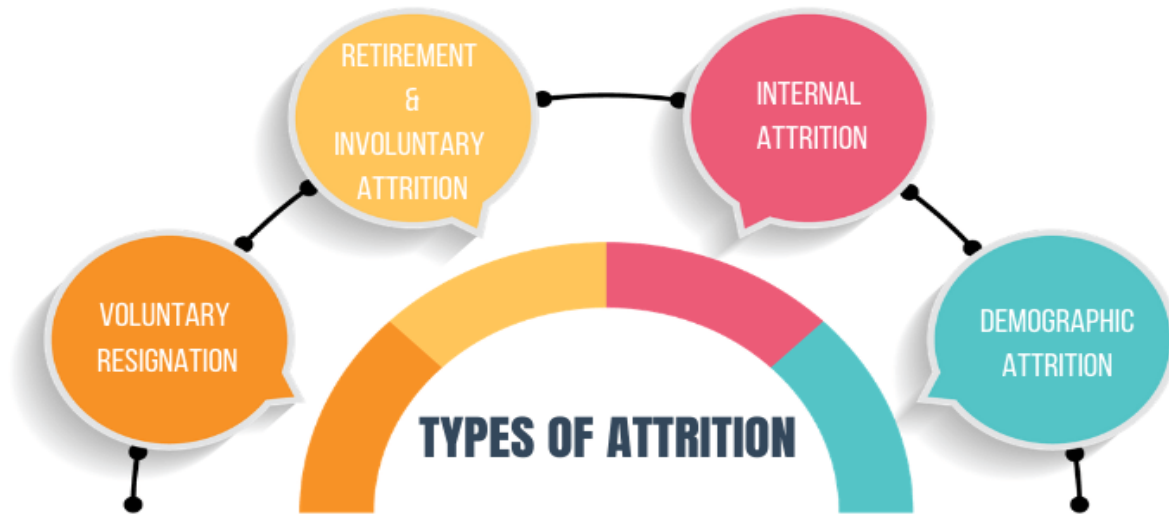 RETIREMENT
&
INVOLUNTARY
ATTRITION
INTERNAL
ATTRITION
VOLUNTARY
RESIGNATION
DEMOGRAPHIC
ATTRITION
TYPES OF ATTRITION